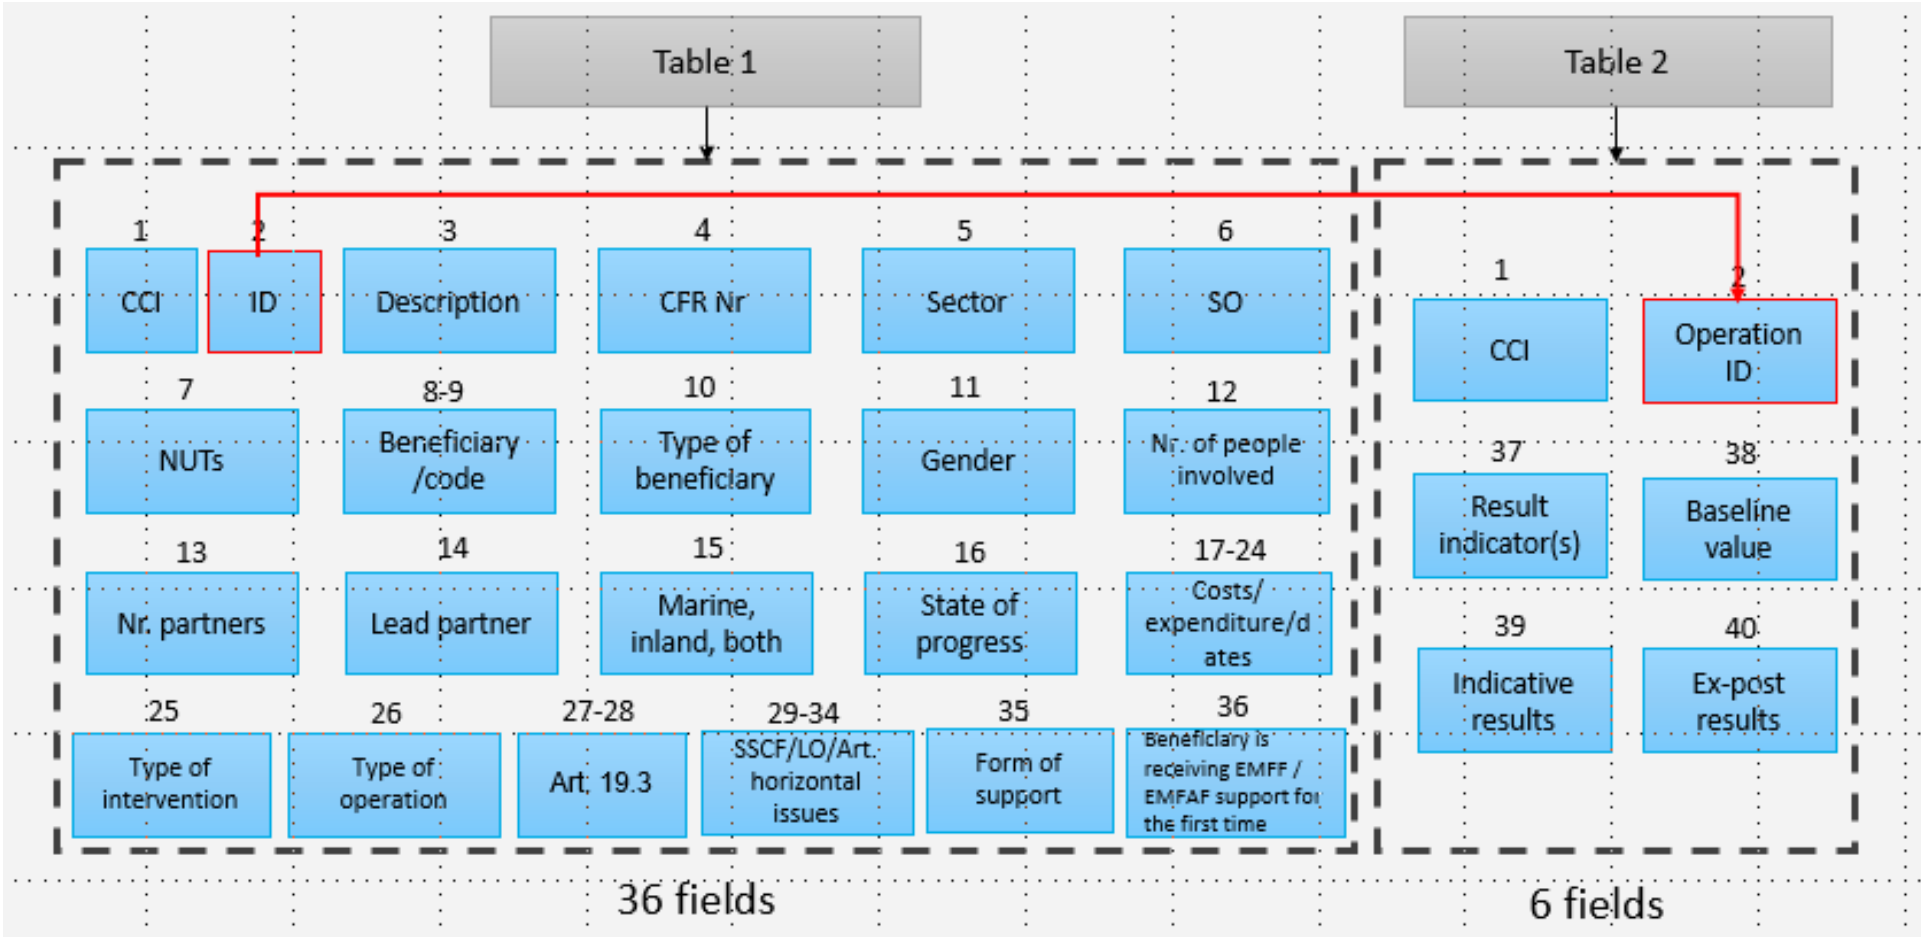 Table 1
Table 2
1
2
3
4
5
6
CCI
ID
Description
CFR Nr
Sector
SO
7
8-9
10
11
12
NUTs
Beneficiary
/code
Type of
beneficiary
Gender
Nr. of people
involved
13
14
15
16
17-24
Nr. partners
Lead partner
Marine,
inland, both
State of
progress
Costs/
expenditure/d
ates
25
26
27-28
29-34
35
36
Type of
intervention
Type of
operation
Art. 19.3
SSCF/LO/Art.
horizontal
issues
Form of
support
Beneficiary is
receiving EMFF /
EMFAF support for
the first time
36 fields
1
2
CCI
Operation
ID
37
38
Result
indicator(s)
Baseline
value
39
40
Indicative
results
Ex-post
results
6 fields